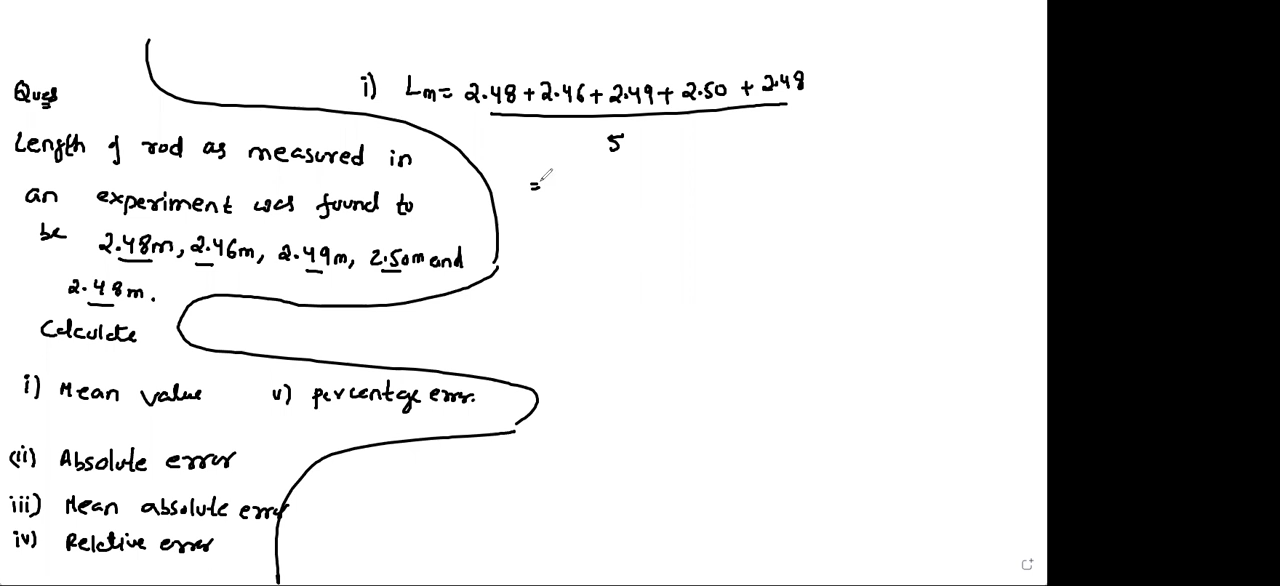 Ques
Length of rod as measured in
an experiment was found to
be 2.48m, 2.46m, 2.49m, 2.50m and
2.48m.
Calculate
i) Mean value v) percentge error.
(ii) Absolute error
iii) Mean absolute error
iv) Relative error
i) Lm = 2.48 + 2.46 + 2.49 + 2.50 + 2.48
5
=